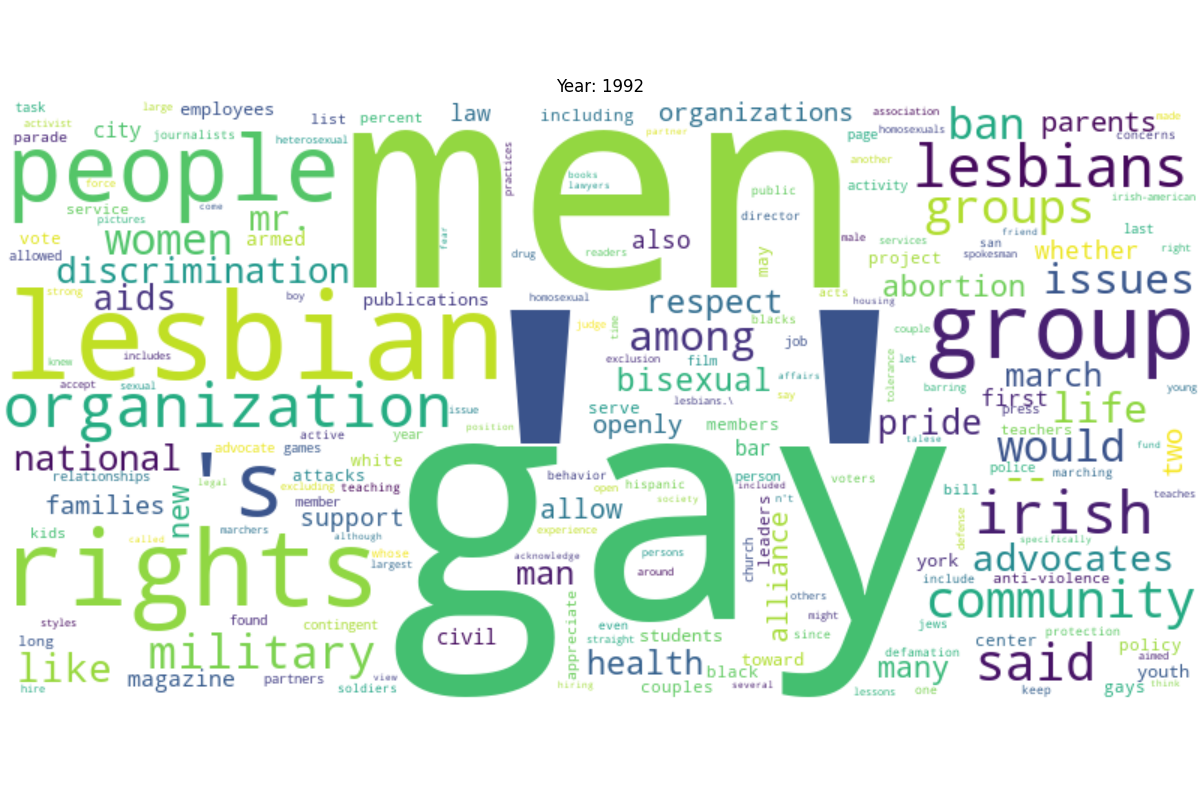 Year: 1992
task large employees list percent law including organizations association ban parents made
activist parade city journalists heterosexual partner page homosexuals concerns
people men practices books lawyers another lesbians
force service come mr. pictures public activity groups irish-american
vote women armed fear drug also readers director may male services friend last
allowed discrimination san spokesman whether right project
strong aids boy publications homosexual respect acts housing abortion issues
lesbian ' judge time among blacks job ' couple group
knew includes exclusion film let march
accept sexual bisexual affairs tolerance barring young
organization issue lesbians.\ say first press life
serve openly members pride teachers
position talese
national advocate games active year white bar would two fund
relationships 's legal attacks behavior person voters police -- marching
excluding teaching open hispanic included n't bill teaches
families new member support allow society leaders irish
kids marchers although gay experience alliance defense specifically
rights called whose largest acknowledge persons church york advocates
man around include anti-violence community
styles found contingent appreciate others might jews
long civil even straight students since center protection policy
like military health toward many defamation said aimed youth
magazine partners view black
hire soldiers hiring couples several lessons one keep gays think